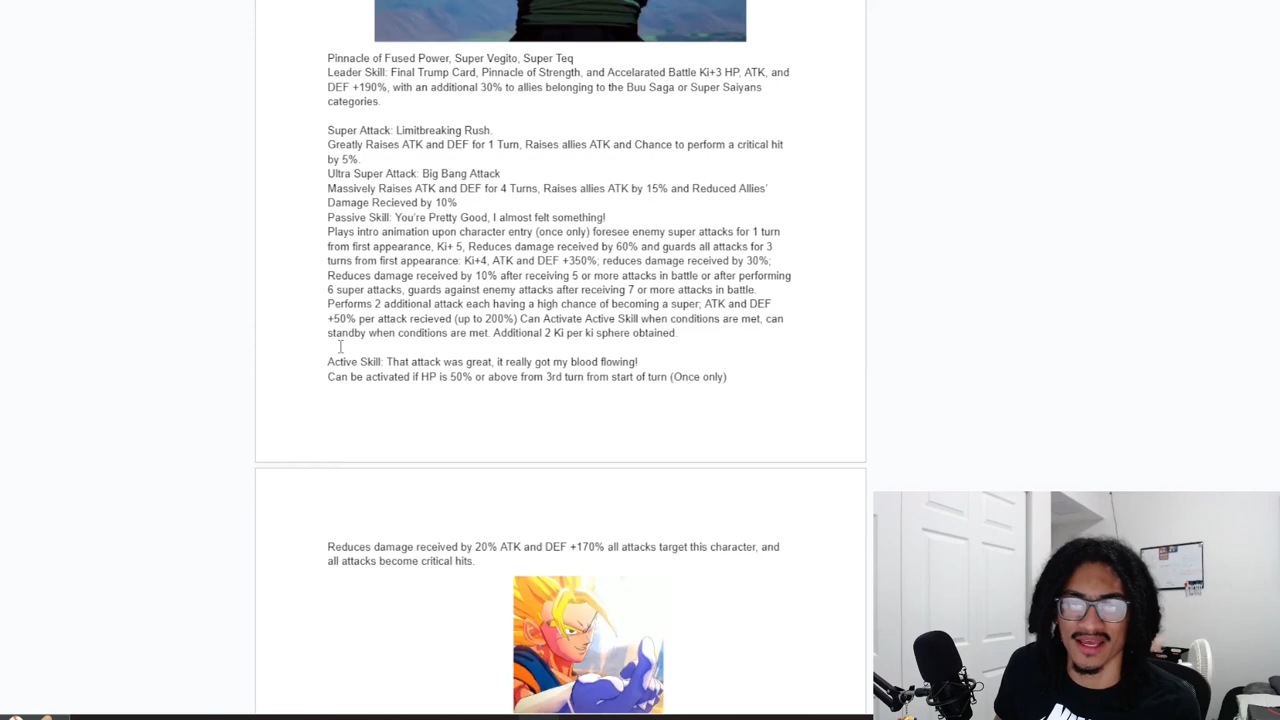 Pinnacle of Fused Power, Super Vegito, Super Teq
Leader Skill: Final Trump Card, Pinnacle of Strength, and Accelarated Battle Ki+3 HP, ATK, and
DEF +190%, with an additional 30% to allies belonging to the Buu Saga or Super Saiyans
categories.
Super Attack: Limitbreaking Rush.
Greatly Raises ATK and DEF for 1 Turn, Raises allies ATK and Chance to perform a critical hit
by 5%.
Ultra Super Attack: Big Bang Attack
Massively Raises ATK and DEF for 4 Turns, Raises allies ATK by 15% and Reduced Allies'
Damage Recieved by 10%
Passive Skill: You're Pretty Good, I almost felt something!
Plays intro animation upon character entry (once only) foresee enemy super attacks for 1 turn
from first appearance, Ki+ 5, Reduces damage received by 60% and guards all attacks for 3
turns from first appearance: Ki+4, ATK and DEF +350%; reduces damage received by 30%;
Reduces damage received by 10% after receiving 5 or more attacks in battle or after performing
6 super attacks, guards against enemy attacks after receiving 7 or more attacks in battle.
Performs 2 additional attack each having a high chance of becoming a super; ATK and DEF
+50% per attack recieved (up to 200%) Can Activate Active Skill when conditions are met, can
standby when conditions are met. Additional 2 Ki per ki sphere obtained.
Active Skill: That attack was great, it really got my blood flowing!
Can be activated if HP is 50% or above from 3rd turn from start of turn (Once only)
Reduces damage received by 20% ATK and DEF +170% all attacks target this character, and
all attacks become critical hits.